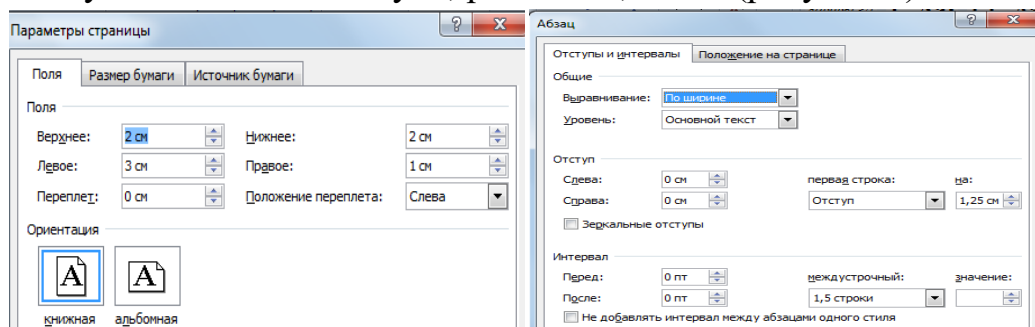 Параметры страницы
Поля Размер бумаги Источник бумаги
Поля
Верхнее: 2 см Нижнее: 2 см
Левое: 3 см Правое: 1 см
Переплет: 0 см Положение переплета: Слева
Ориентация
A A
книжная альбомная
Абзац
Отступы и интервалы Положение на странице
Общие
Выравнивание: По ширине
Уровень: Основной текст
Отступ
Слева: 0 см первая строка: на:
Справа: 0 см Отступ 1,25 см
Зеркальные отступы
Интервал
Перед: 0 пт междустрочный: значение:
После: 0 пт 1,5 строки
Не добавлять интервал между абзацами одного стиля